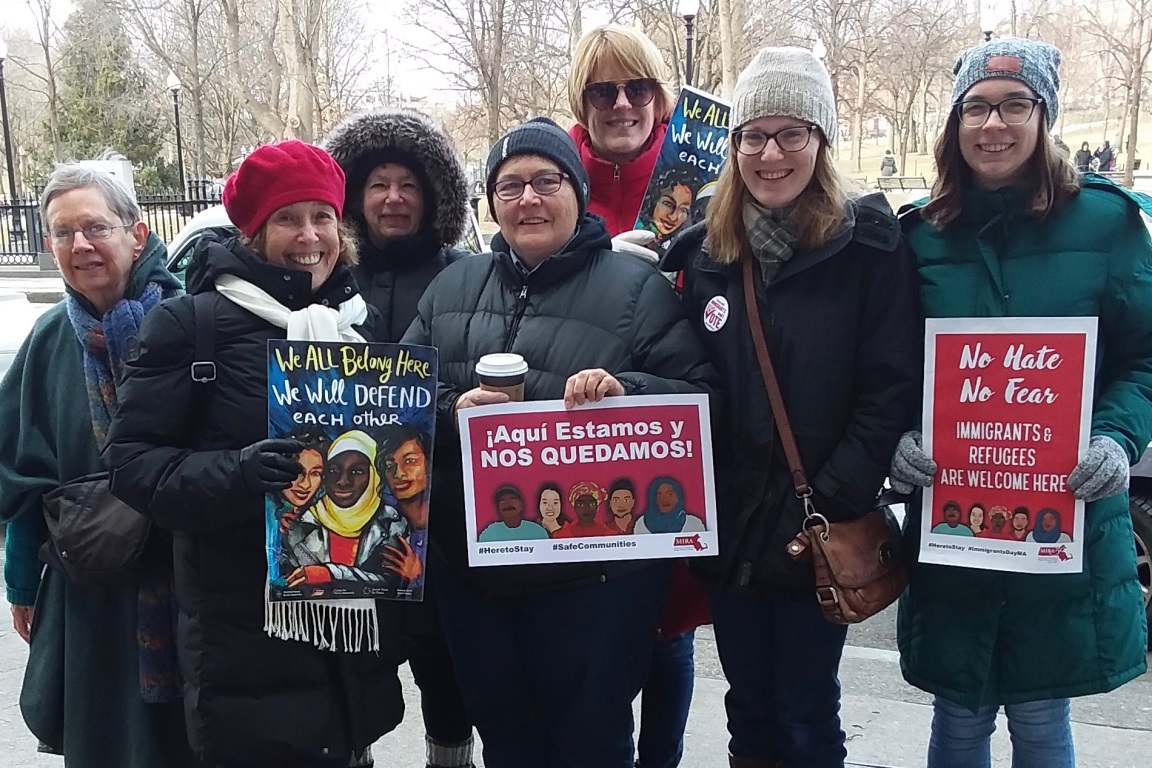 We ALL Belong Here
We Will DEFEND
each other
We ALL
We Will
each
VOTE
¡Aquí Estamos y
NOS QUEDAMOS!
#HeretoStay #SafeCommunities
MIRA
No Hate
No Fear
IMMIGRANTS &
REFUGEES
ARE WELCOME HERE
#HeretoStay #ImmigrantsDayMA
MIRA